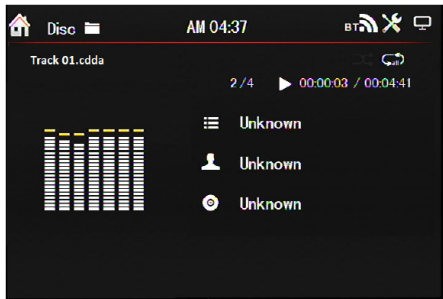 Disc AM 04:37 BT
Track 01.cdda
all
2/4 00:00:03 / 00:04:41
Unknown
Unknown
Unknown